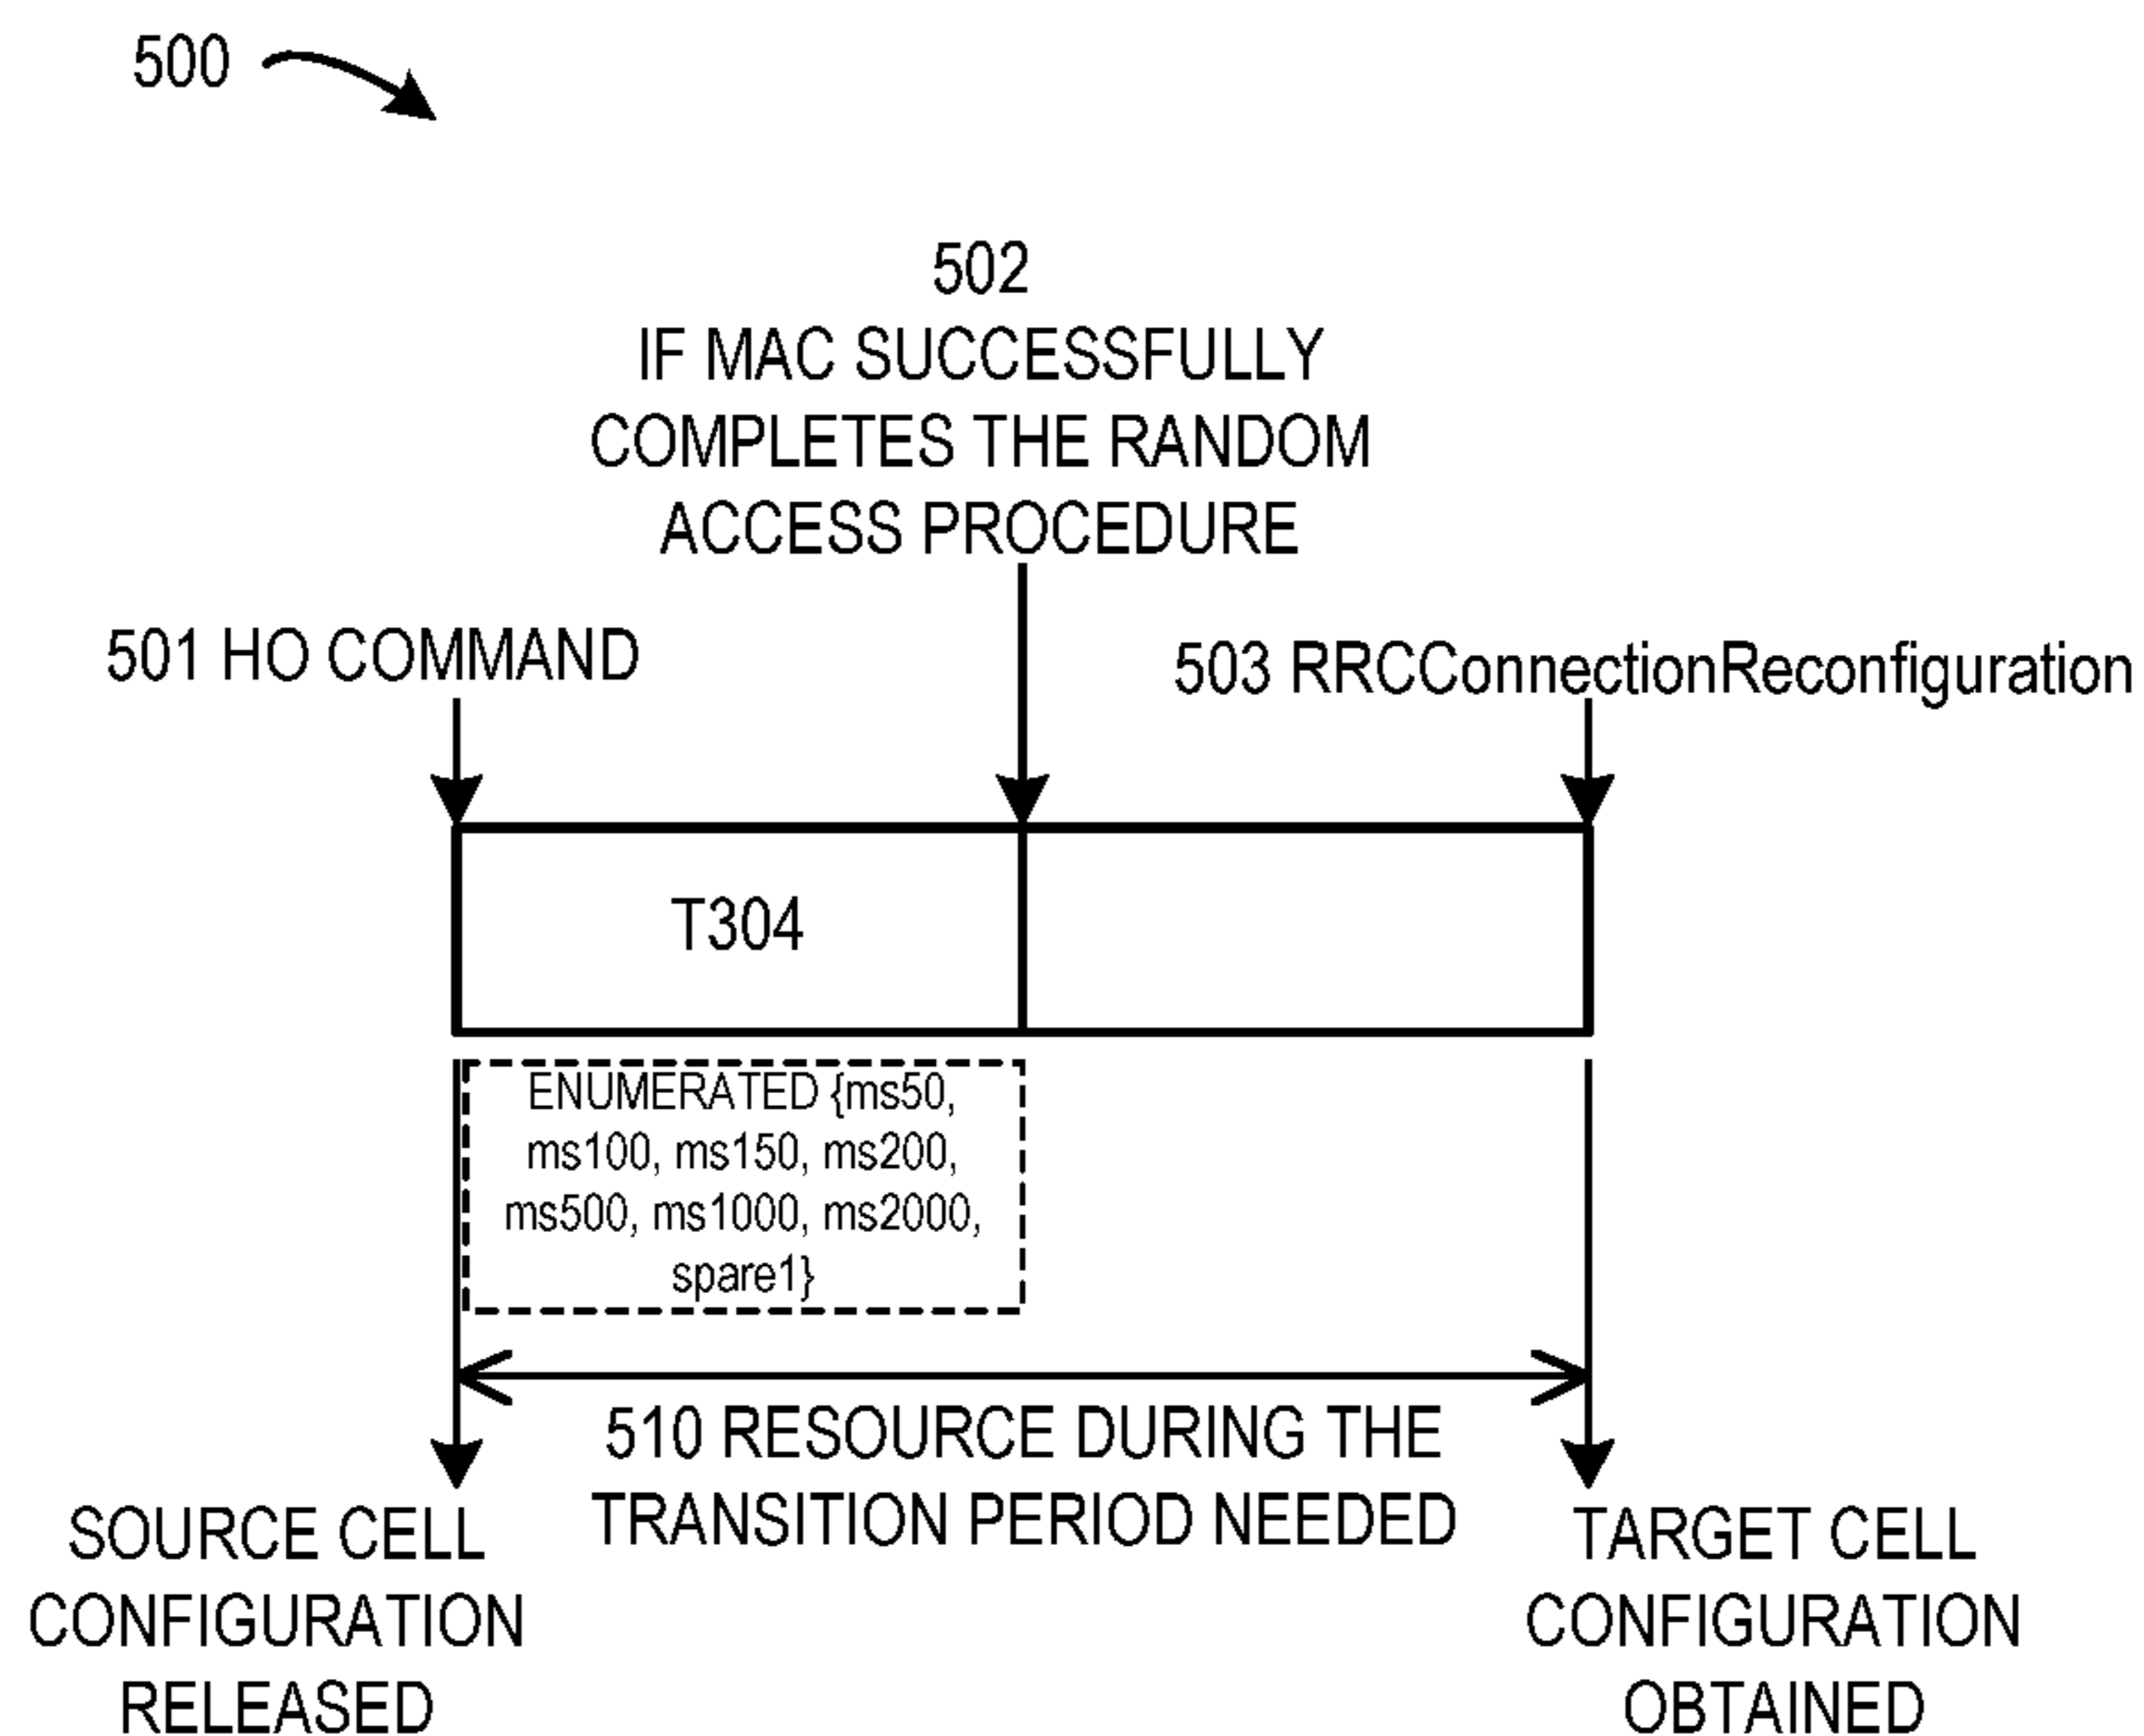 500
502
IF MAC SUCCESSFULLY
COMPLETES THE RANDOM
ACCESS PROCEDURE
501 HO COMMAND
503 RRCConnectionReconfiguration
T304
ENUMERATED {ms50,
ms100, ms150, ms200,
ms500, ms1000, ms2000,
spare1}
510 RESOURCE DURING THE
TRANSITION PERIOD NEEDED
SOURCE CELL
CONFIGURATION
RELEASED
TARGET CELL
CONFIGURATION
OBTAINED